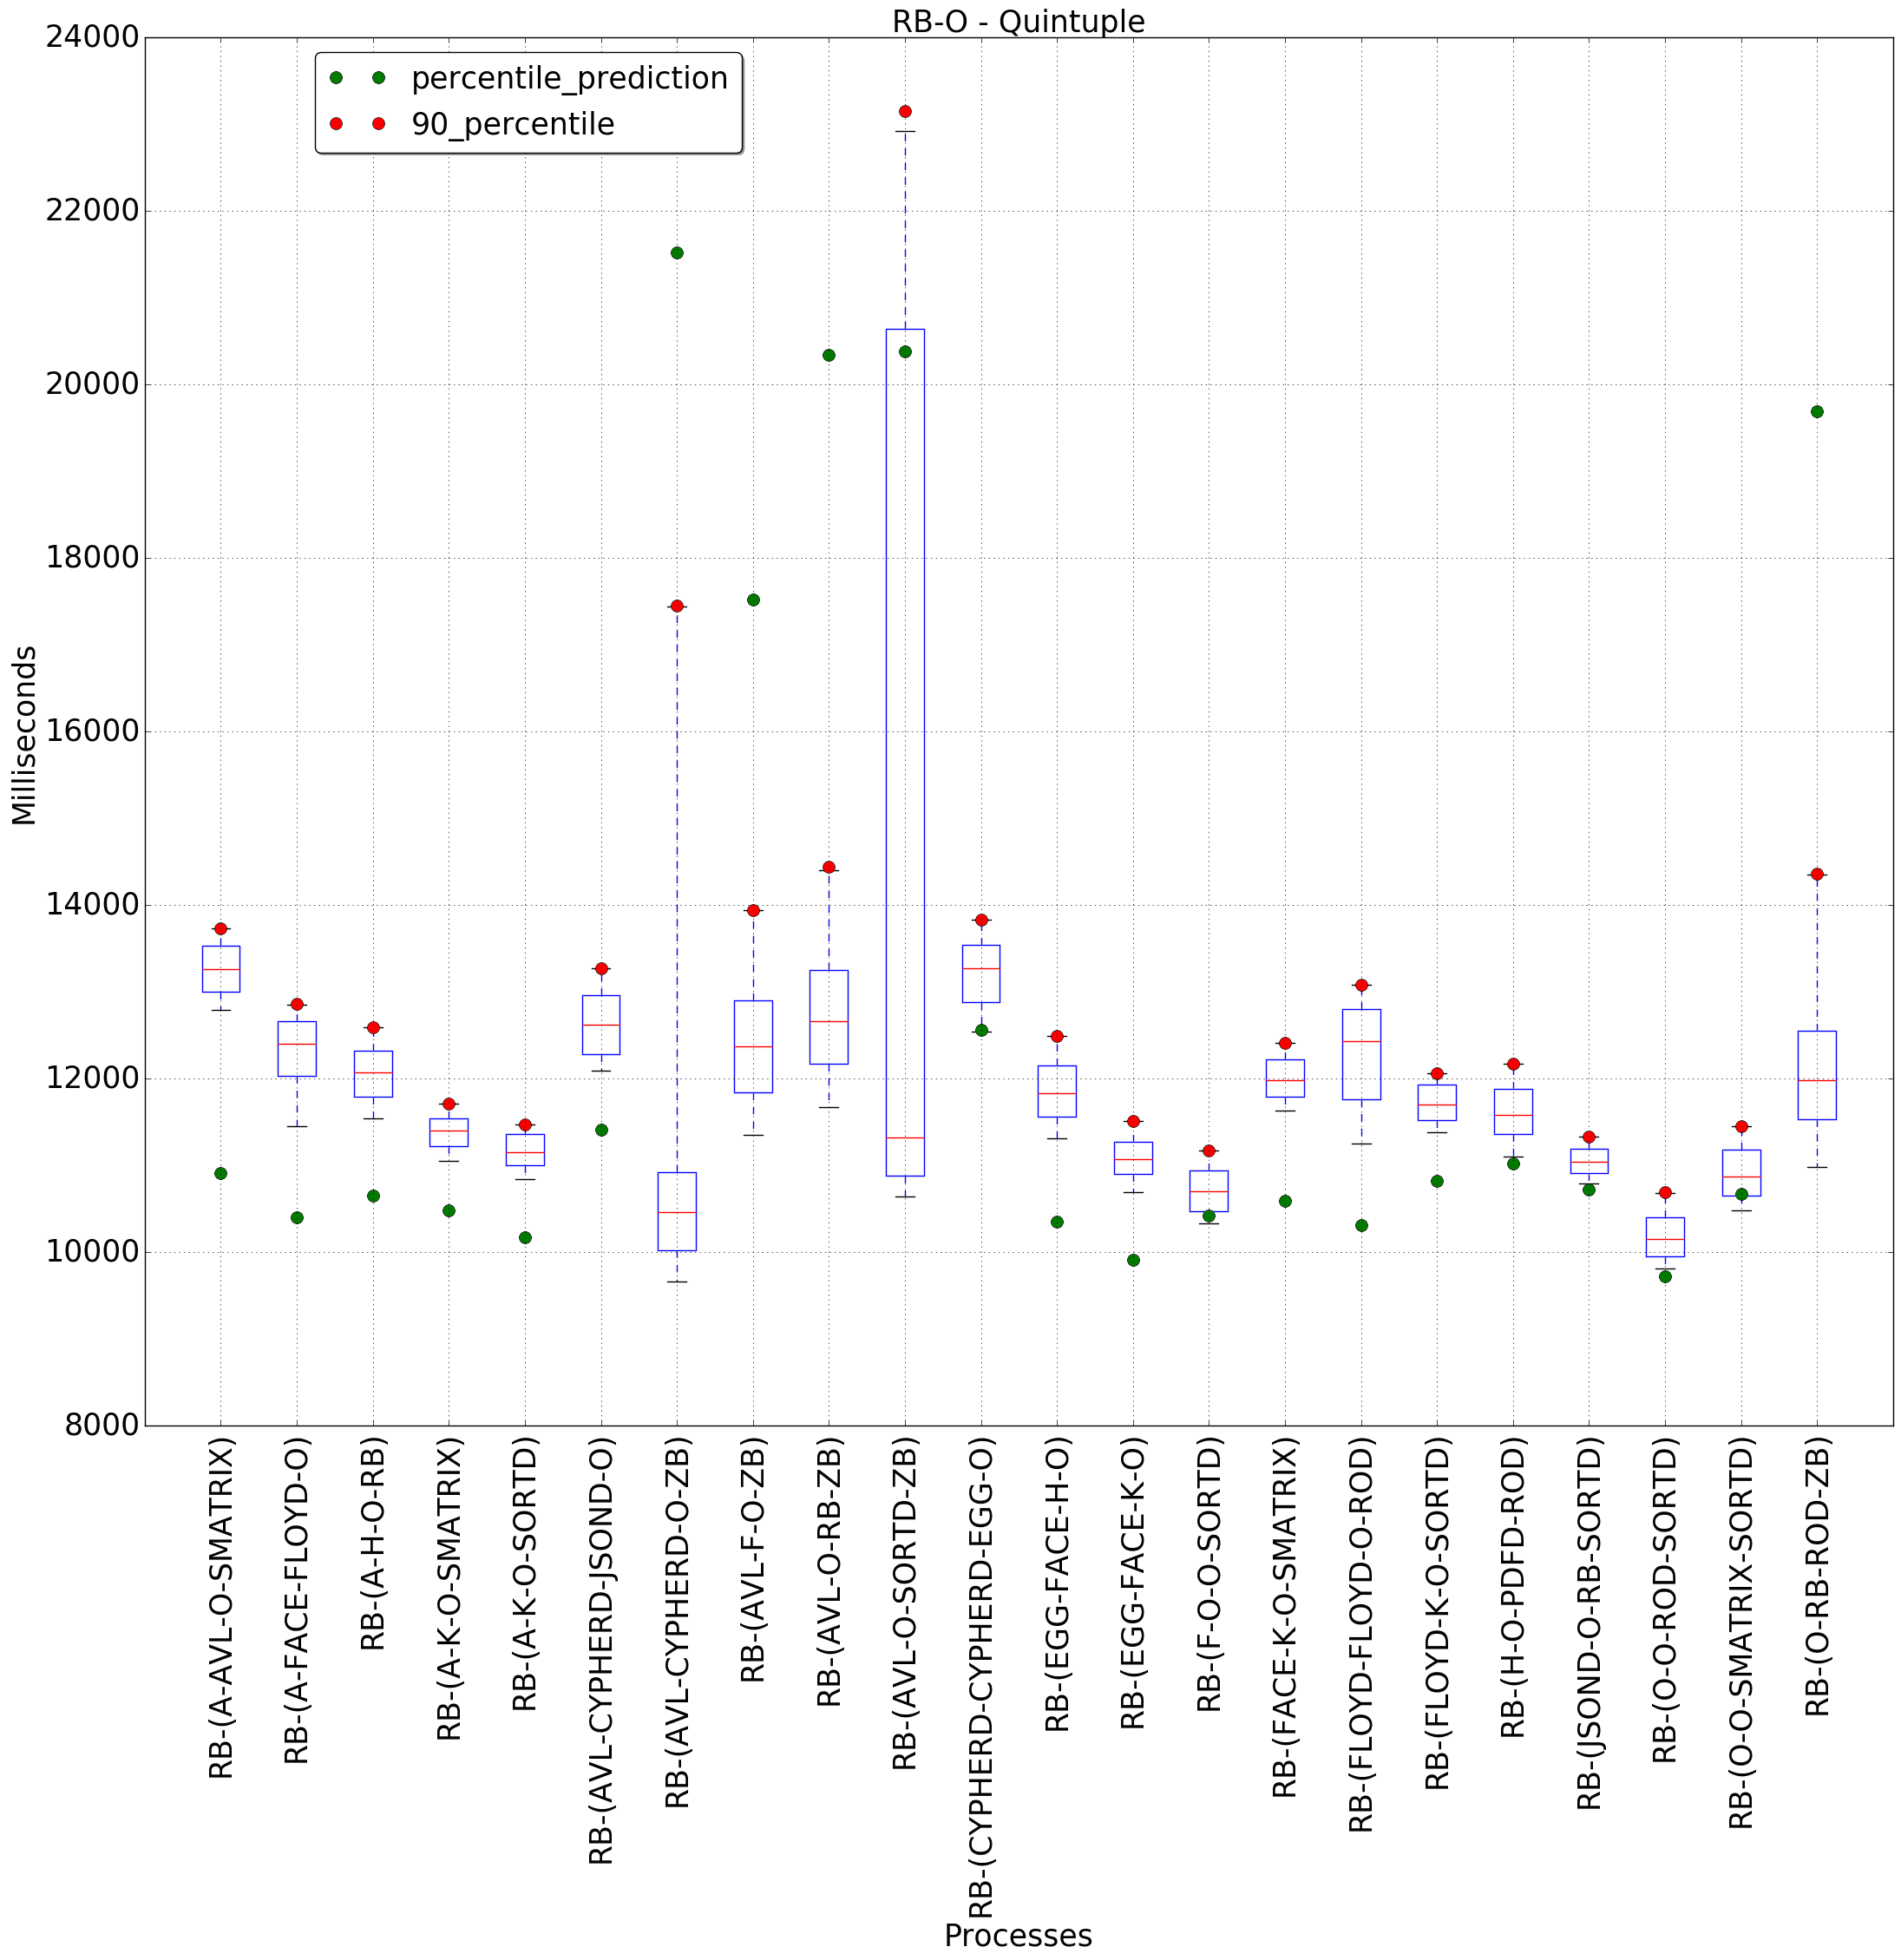 RB-O - Quintuple
percentile_prediction
90_percentile
24000
22000
20000
18000
16000
14000
12000
10000
8000
Milliseconds
RB-(A-AVL-O-SMATRIX)
RB-(A-FACE-FLOYD-O)
RB-(A-H-O-RB)
RB-(A-K-O-SMATRIX)
RB-(A-K-O-SORTD)
RB-(AVL-CYPHERD-JSOND-O)
RB-(AVL-CYPHERD-O-ZB)
RB-(AVL-F-O-ZB)
RB-(AVL-O-RB-ZB)
RB-(AVL-O-SORTD-ZB)
RB-(CYPHERD-CYPHERD-EGG-O)
RB-(EGG-FACE-H-O)
RB-(EGG-FACE-K-O)
RB-(F-O-O-SORTD)
RB-(FACE-K-O-SMATRIX)
RB-(FLOYD-FLOYD-O-ROD)
RB-(FLOYD-K-O-SORTD)
RB-(H-O-PDFD-ROD)
RB-(JSOND-O-RB-SORTD)
RB-(O-O-ROD-SORTD)
RB-(O-O-SMATRIX-SORTD)
RB-(O-RB-ROD-ZB)
Processes